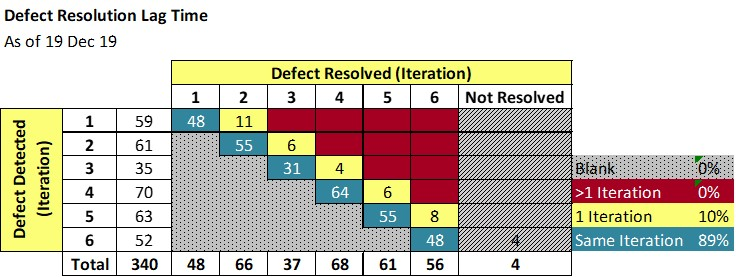 Defect Resolution Lag Time
As of 19 Dec 19
Defect Resolved (Iteration)
1 2 3 4 5 6 Not Resolved
Defect Detected
(Iteration)
1 59 48 11
2 61 55 6
3 35 31 4 Blank 0%
4 70 64 6 >1 Iteration 0%
5 63 55 8 1 Iteration 10%
6 52 48 4 Same Iteration 89%
Total 340 48 66 37 68 61 56 4